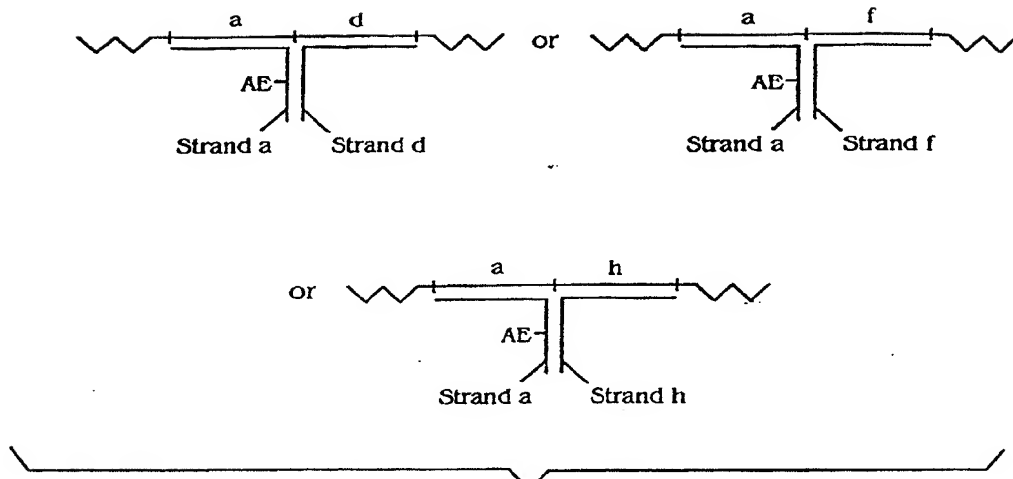 a d or a f
AE AE
Strand a Strand d Strand a Strand f
a h
or
AE
Strand a Strand h